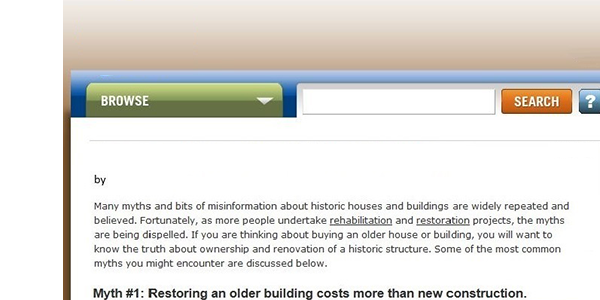 BROWSE
SEARCH
?
by
Many myths and bits of misinformation about historic houses and buildings are widely repeated and
believed. Fortunately, as more people undertake rehabilitation and restoration projects, the myths
are being dispelled. If you are thinking about buying an older house or building, you will want to
know the truth about ownership and renovation of a historic structure. Some of the most common
myths you might encounter are discussed below.
Myth #1: Restoring an older building costs more than new construction.